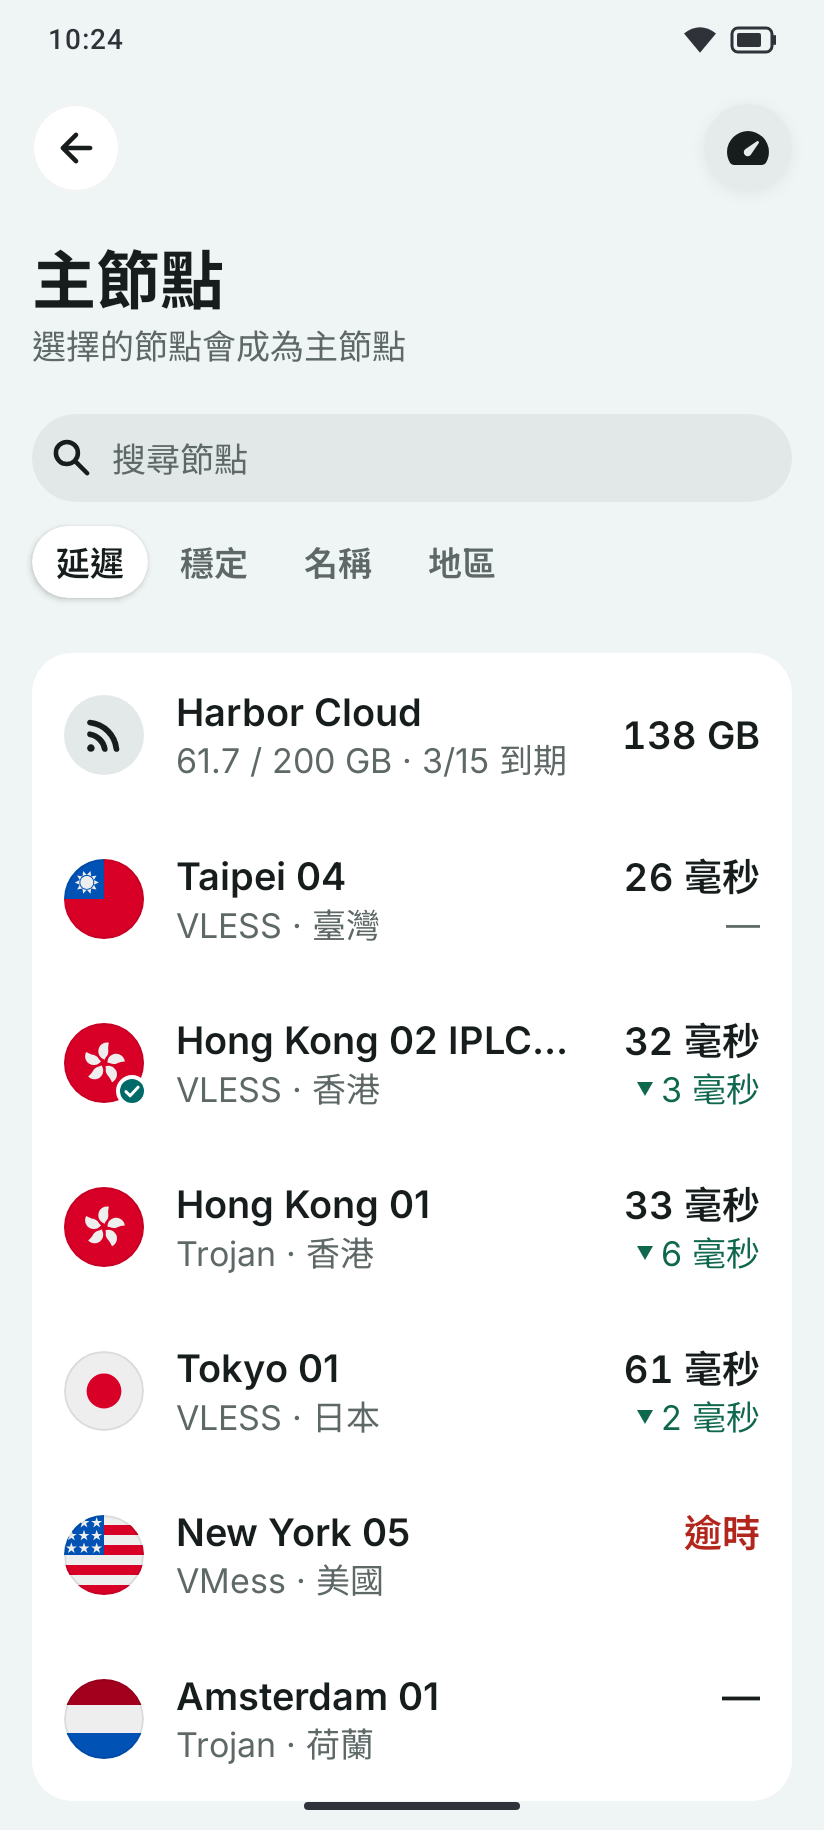 10:24
主節點
選擇的節點會成為主節點
搜尋節點
延遲 穩定 名稱 地區
Harbor Cloud
61.7 / 200 GB · 3/15 到期
138 GB
Taipei 04
26 毫秒
VLESS · 臺灣
—
Hong Kong 02 IPLC...
32 毫秒
VLESS · 香港
▼3 毫秒
Hong Kong 01
33 毫秒
Trojan · 香港
▼6 毫秒
Tokyo 01
61 毫秒
VLESS · 日本
▼2 毫秒
New York 05
逾時
VMess · 美國
Amsterdam 01
—
Trojan · 荷蘭